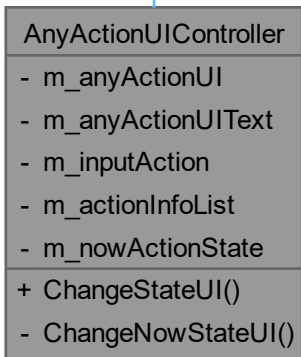 AnyActionUIController
- m_anyActionUI
- m_anyActionUIText
- m_inputAction
- m_actionInfoList
- m_nowActionState
+ ChangeStateUI()
- ChangeNowStateUI()